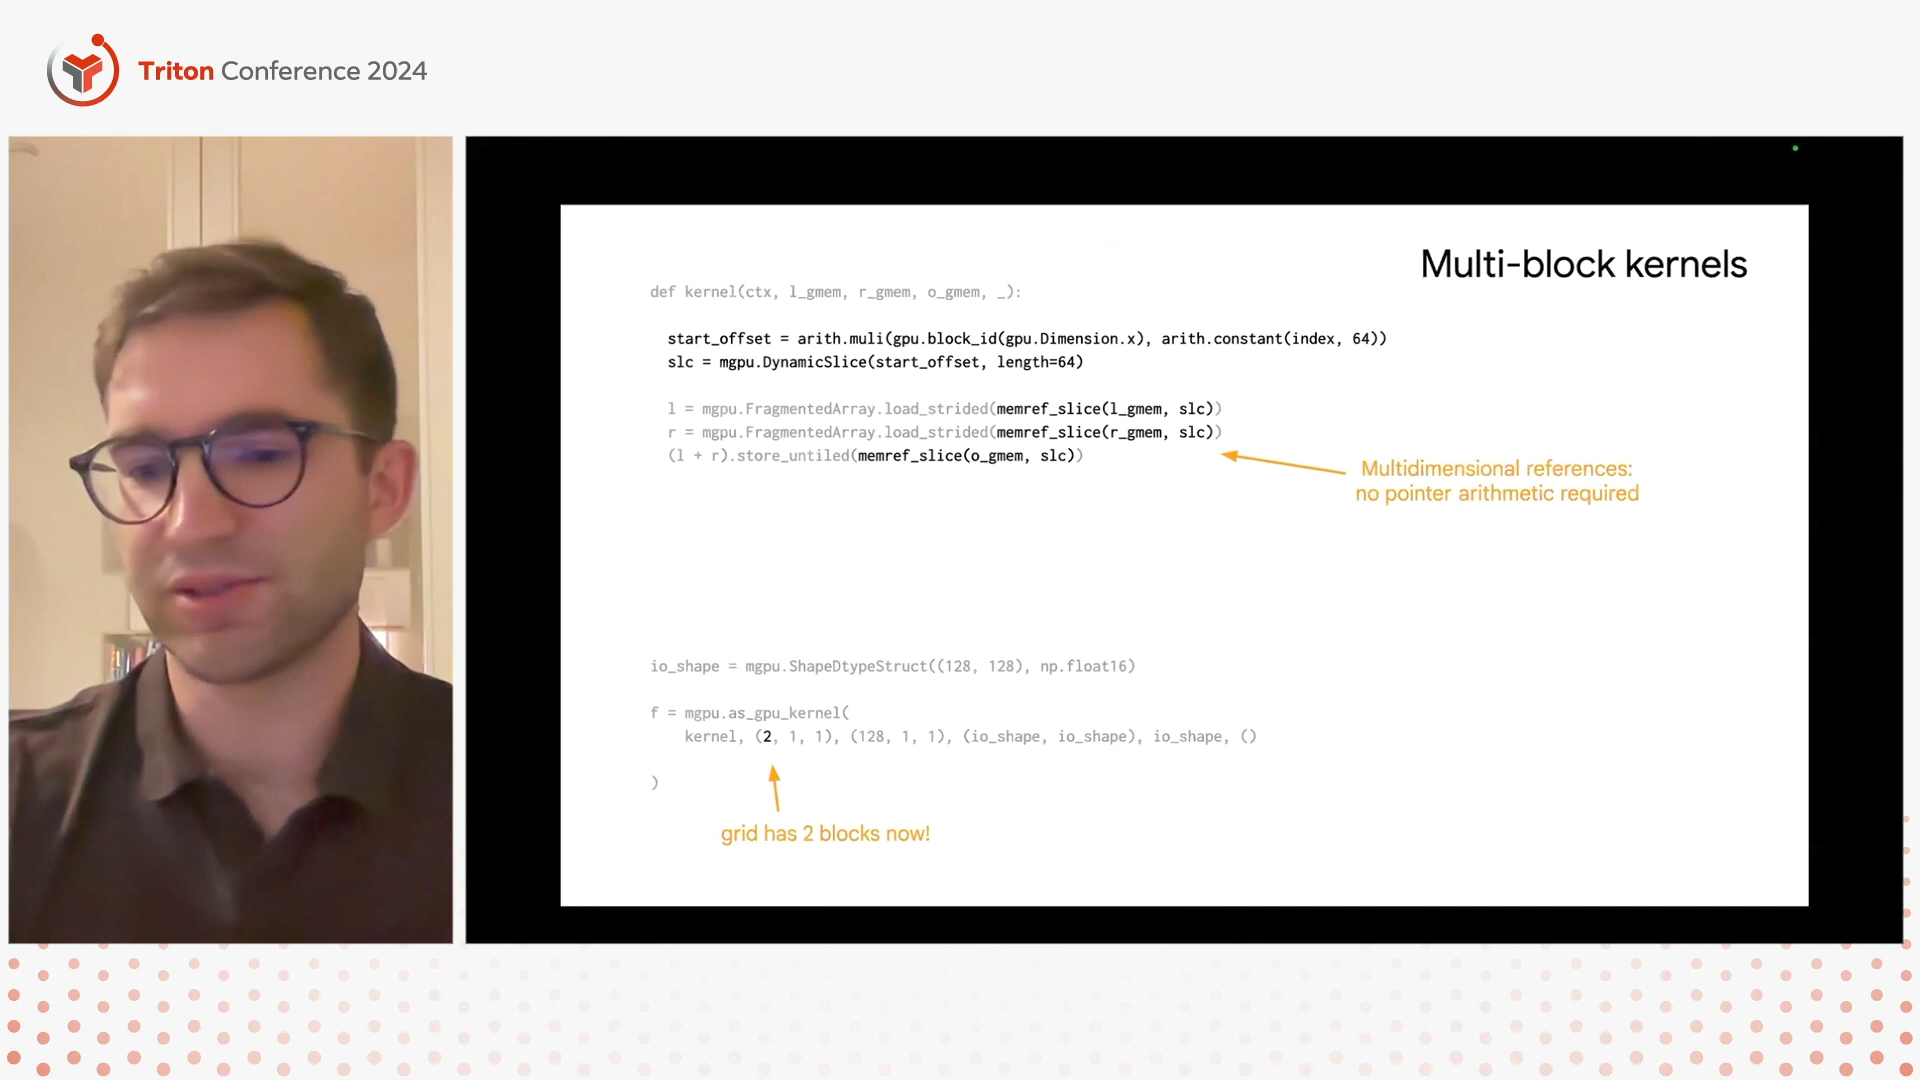 Triton Conference 2024
Multi-block kernels
def kernel(ctx, l_gmem, r_gmem, o_gmem, _):
start_offset = arith.muli(gpu.block_id(gpu.Dimension.x), arith.constant(index, 64))
slc = mgpu.DynamicSlice(start_offset, length=64)
l = mgpu.FragmentedArray.load_strided(memref_slice(l_gmem, slc))
r = mgpu.FragmentedArray.load_strided(memref_slice(r_gmem, slc))
(l + r).store_untiled(memref_slice(o_gmem, slc))
Multidimensional references:
no pointer arithmetic required
io_shape = mgpu.ShapeDtypeStruct((128, 128), np.float16)
f = mgpu.as_gpu_kernel(
kernel, (2, 1, 1), (128, 1, 1), (io_shape, io_shape), io_shape, ()
)
grid has 2 blocks now!